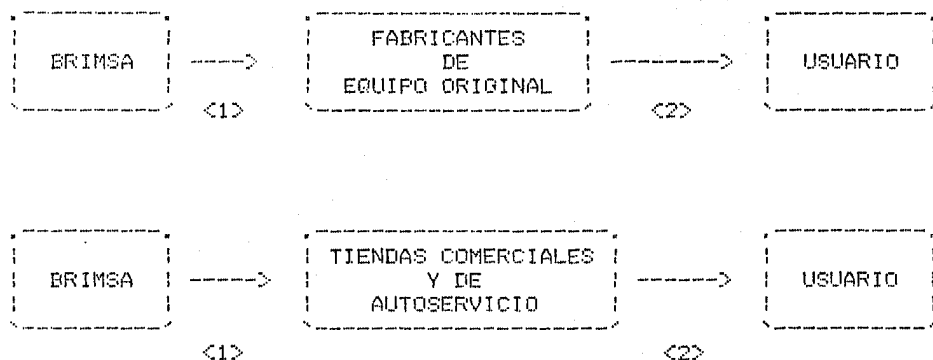 FABRICANTES
BRIMSA -----> DE -------> USUARIO
EQUIPO ORIGINAL
<1> <2>
TIENDAS COMERCIALES
BRIMSA -----> Y DE ------> USUARIO
AUTOSERVICIO
<1> <2>